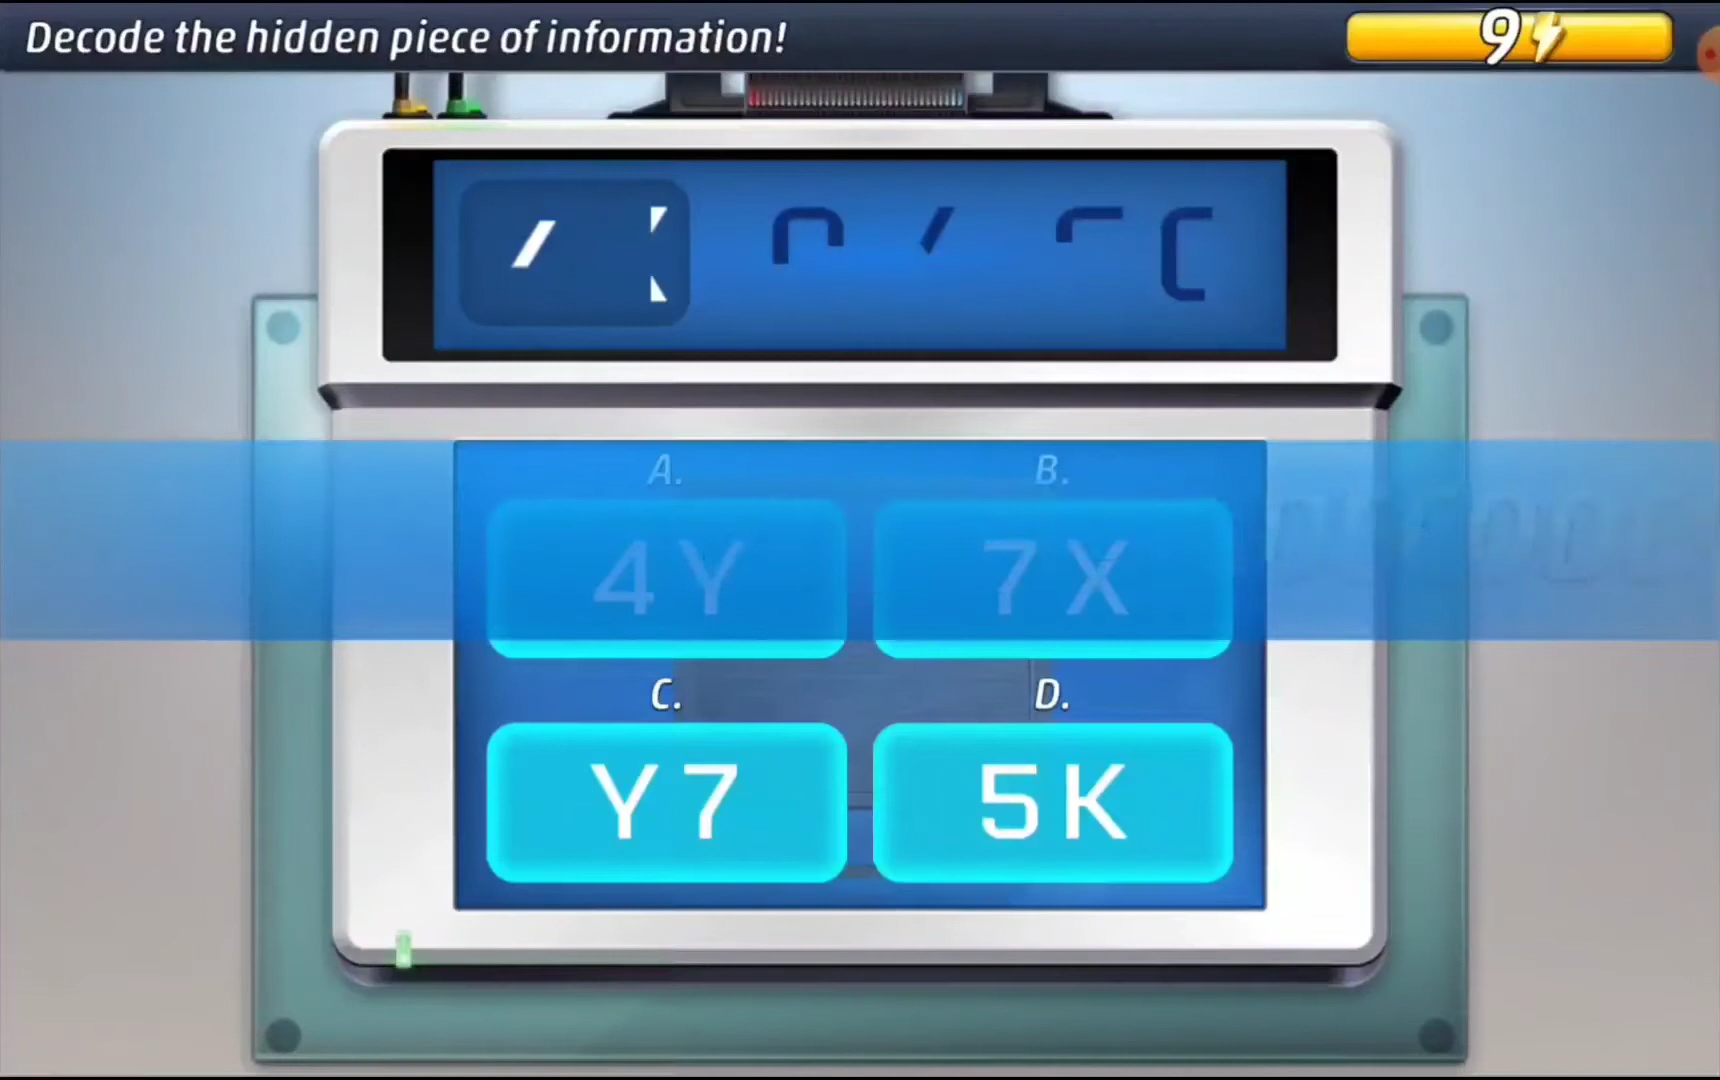 Decode the hidden piece of information!
9
A. B.
4Y 7X
C. D.
Y7 5K